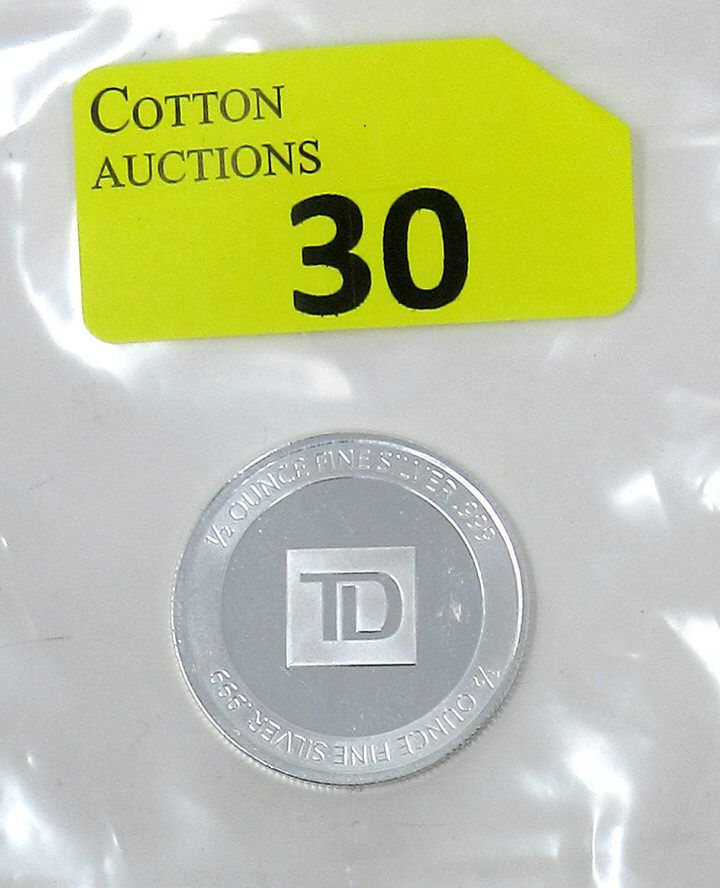 COTTON
AUCTIONS
30
½ OUNCE FINE SILVER .999
TD
½ OUNCE FINE SILVER .999